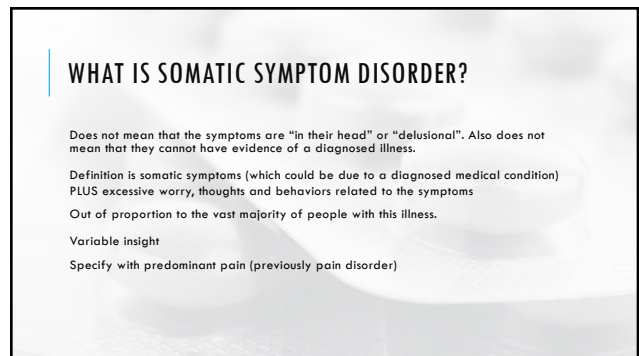 WHAT IS SOMATIC SYMPTOM DISORDER?
Does not mean that the symptoms are “in their head” or “delusional”. Also does not
mean that they cannot have evidence of a diagnosed illness.
Definition is somatic symptoms (which could be due to a diagnosed medical condition)
PLUS excessive worry, thoughts and behaviors related to the symptoms
Out of proportion to the vast majority of people with this illness.
Variable insight
Specify with predominant pain (previously pain disorder)